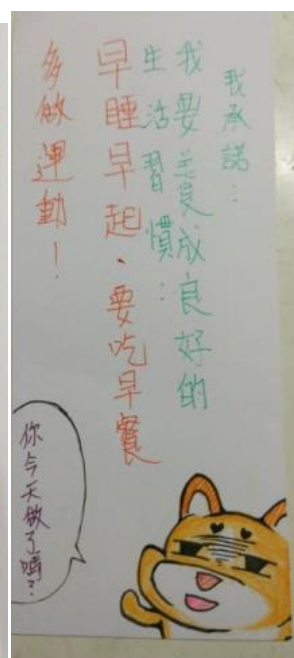 我承諾：
我要養成良好的
生活習慣：
早睡早起、要吃早餐
多做運動！
你今天做了嗎？